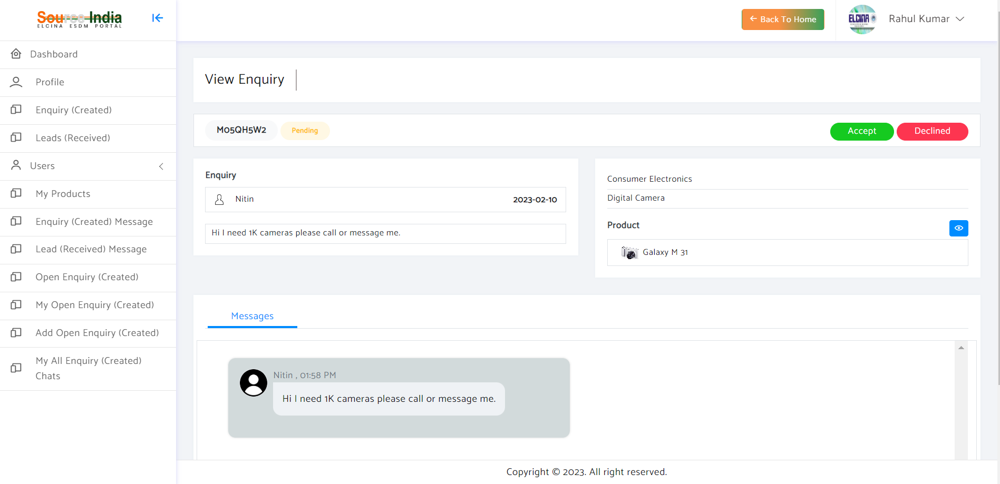 Source India
ELCINA ESDM PORTAL
Back To Home
ELCINA
Rahul Kumar
Dashboard
Profile
Enquiry (Created)
Leads (Received)
Users
My Products
Enquiry (Created) Message
Lead (Received) Message
Open Enquiry (Created)
My Open Enquiry (Created)
Add Open Enquiry (Created)
My All Enquiry (Created)
Chats
View Enquiry
M05QH5W2
Pending
Accept
Declined
Enquiry
Nitin
2023-02-10
Hi I need 1K cameras please call or message me.
Consumer Electronics
Digital Camera
Product
Galaxy M 31
Messages
Nitin , 01:58 PM
Hi I need 1K cameras please call or message me.
Copyright © 2023. All right reserved.